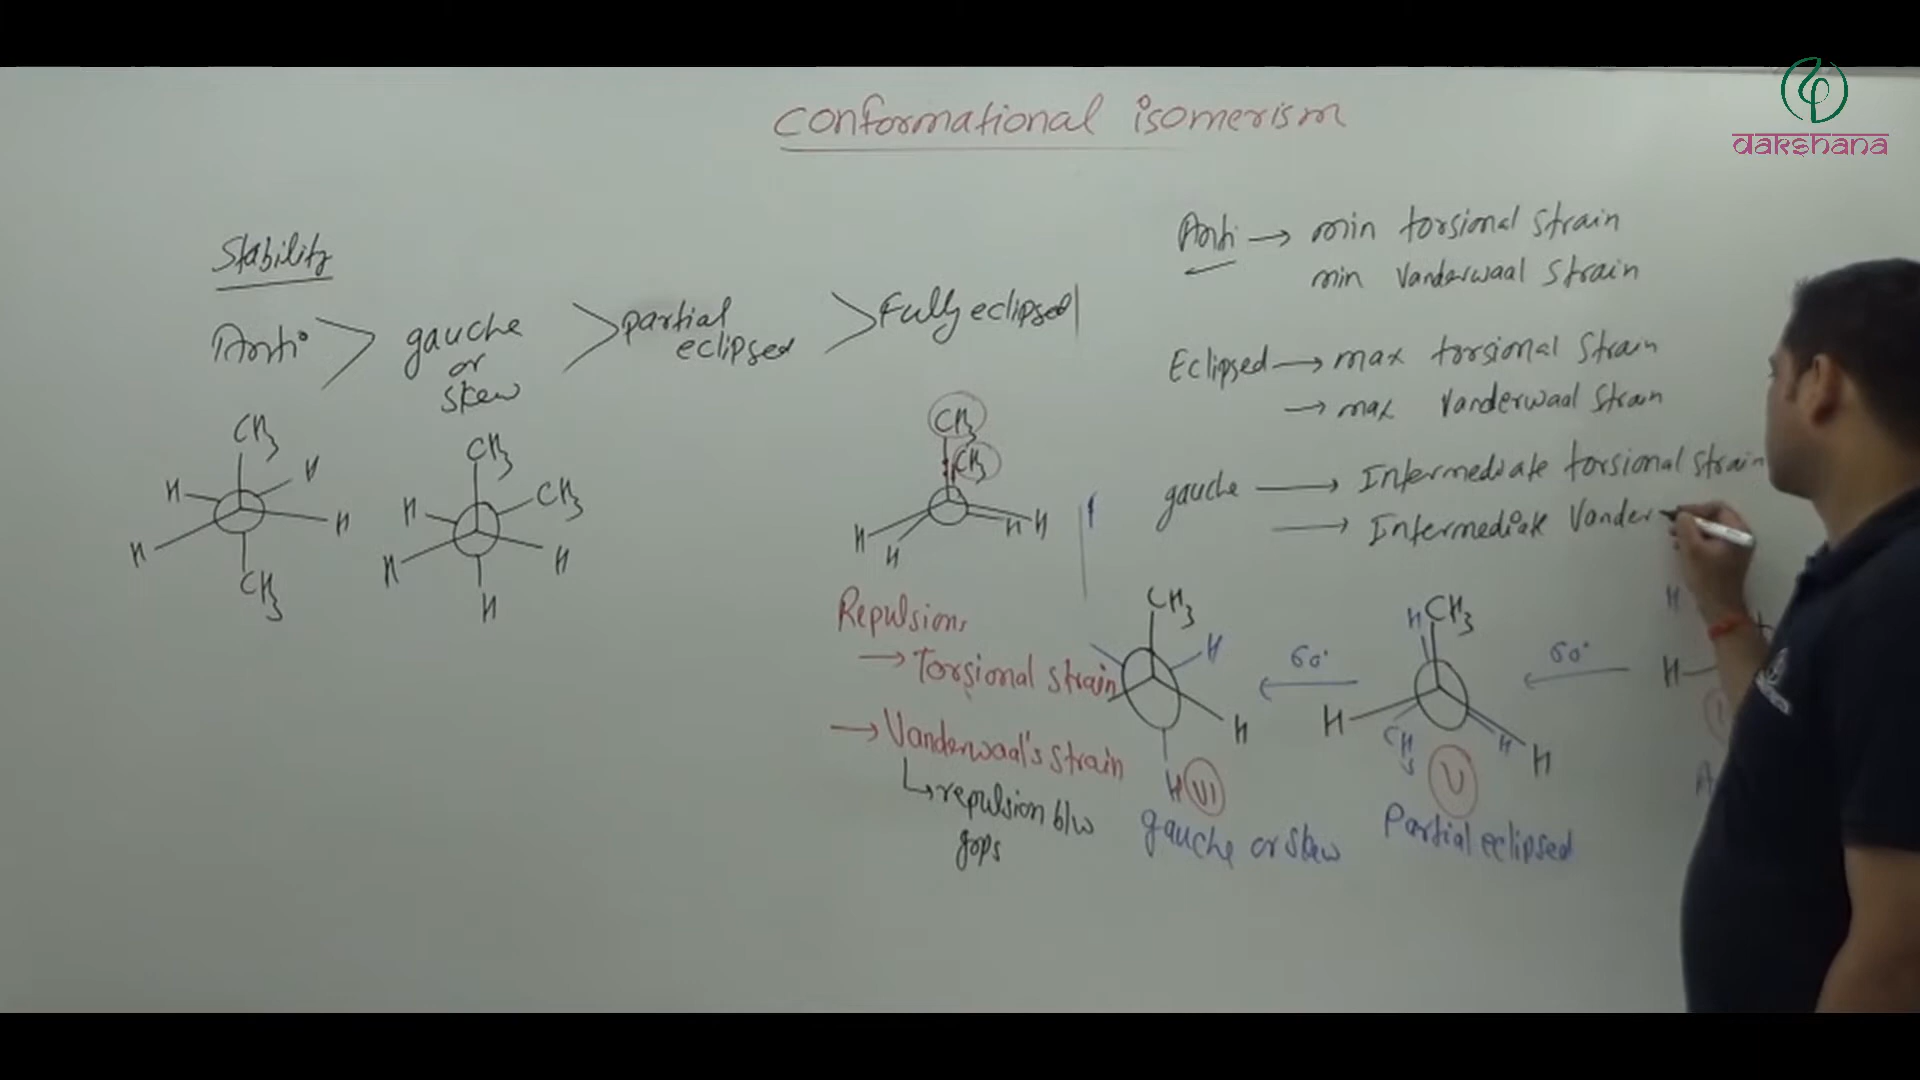 Conformational isomerism
dakshana
Stability
Anti > gauche or skew > partial eclipsed > Fully eclipsed
CH3
H
H
H
H
CH3
CH3
H
CH3
H
H
H
CH3
CH3
H
H
H
H
Anti → min torsional strain
min Vanderwaal strain
Eclipsed → max torsional strain
→ max Vanderwaal strain
gauche → Intermediate torsional strain
→ Intermediate Vander
Repulsions
→ Torsional strain
→ Vanderwaal's strain
↳ repulsion b/w
grps
CH3
H
H
H
VI
gauche or skew
60°
H
CH3
H
CH3
H
H
V
Partial eclipsed
60°
H
H